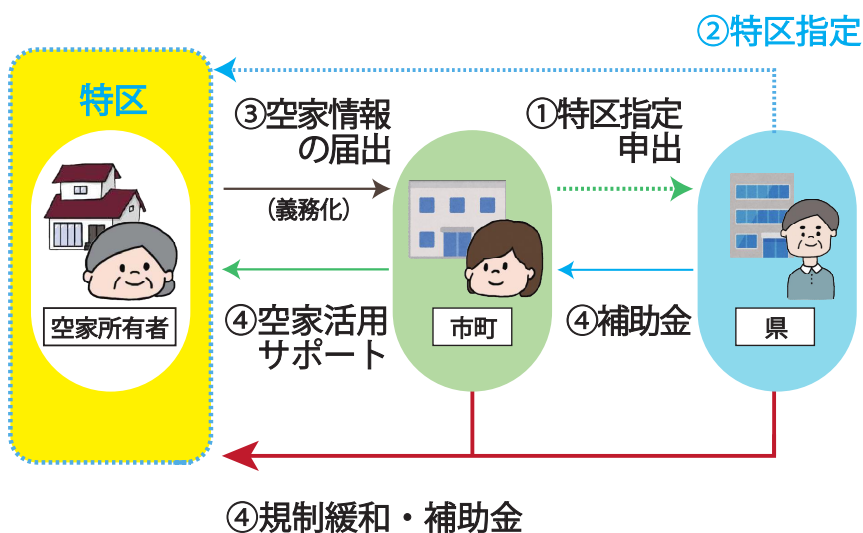 ②特区指定
特区
③空家情報
の届出
(義務化)
①特区指定
申出
空家所有者
市町
県
④空家活用
サポート
④補助金
④規制緩和・補助金